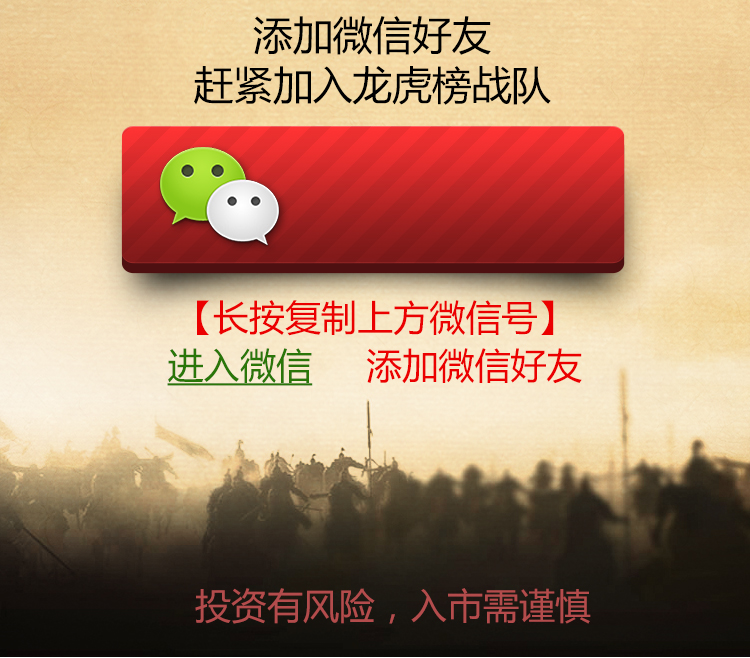 添加微信好友
赶紧加入龙虎榜战队
【长按复制上方微信号】
进入微信 添加微信好友
投资有风险，入市需谨慎